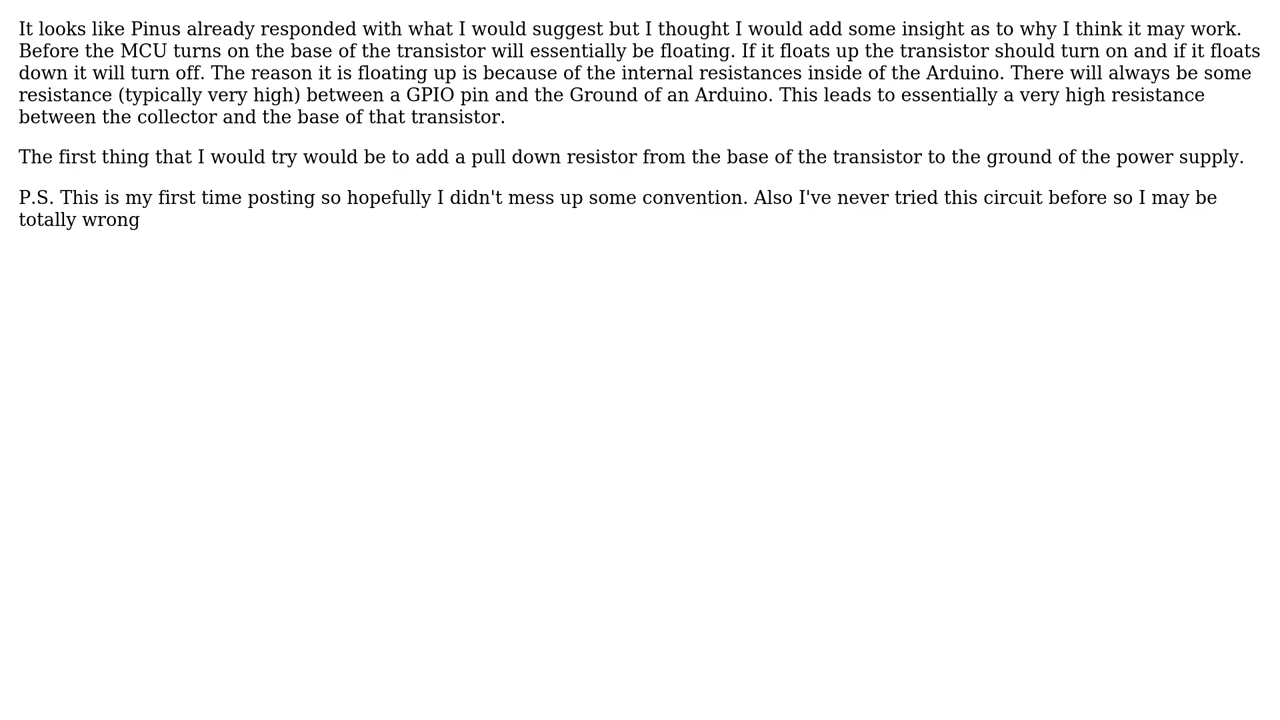 It looks like Pinus already responded with what I would suggest but I thought I would add some insight as to why I think it may work.
Before the MCU turns on the base of the transistor will essentially be floating. If it floats up the transistor should turn on and if it floats
down it will turn off. The reason it is floating up is because of the internal resistances inside of the Arduino. There will always be some
resistance (typically very high) between a GPIO pin and the Ground of an Arduino. This leads to essentially a very high resistance
between the collector and the base of that transistor.
The first thing that I would try would be to add a pull down resistor from the base of the transistor to the ground of the power supply.
P.S. This is my first time posting so hopefully I didn't mess up some convention. Also I've never tried this circuit before so I may be
totally wrong